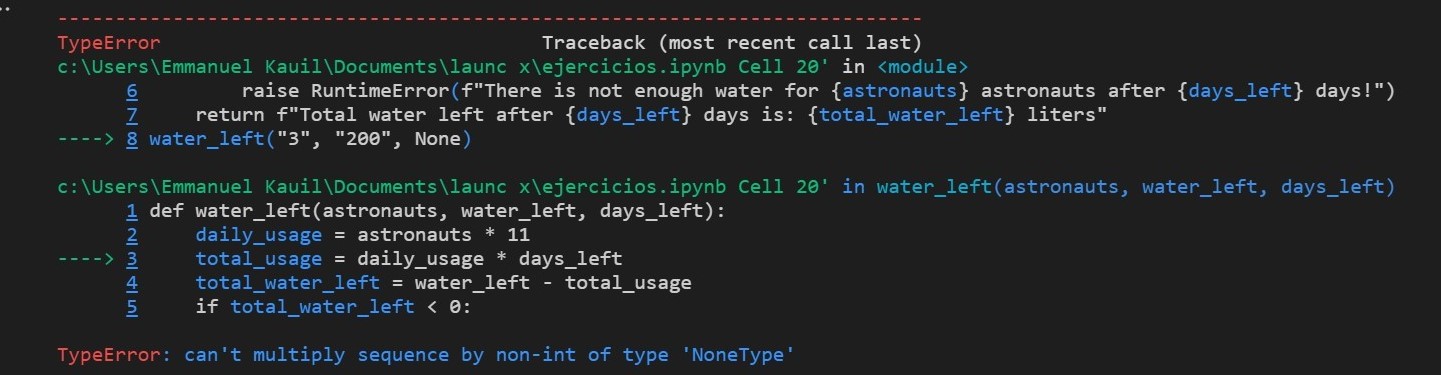 ..
---------------------------------------------------------------------------
TypeError Traceback (most recent call last)
c:\Users\Emmanuel Kauil\Documents\launc x\ejercicios.ipynb Cell 20' in <module>
6 raise RuntimeError(f"There is not enough water for {astronauts} astronauts after {days_left} days!")
7 return f"Total water left after {days_left} days is: {total_water_left} liters"
----> 8 water_left("3", "200", None)
c:\Users\Emmanuel Kauil\Documents\launc x\ejercicios.ipynb Cell 20' in water_left(astronauts, water_left, days_left)
1 def water_left(astronauts, water_left, days_left):
2 daily_usage = astronauts * 11
----> 3 total_usage = daily_usage * days_left
4 total_water_left = water_left - total_usage
5 if total_water_left < 0:
TypeError: can't multiply sequence by non-int of type 'NoneType'